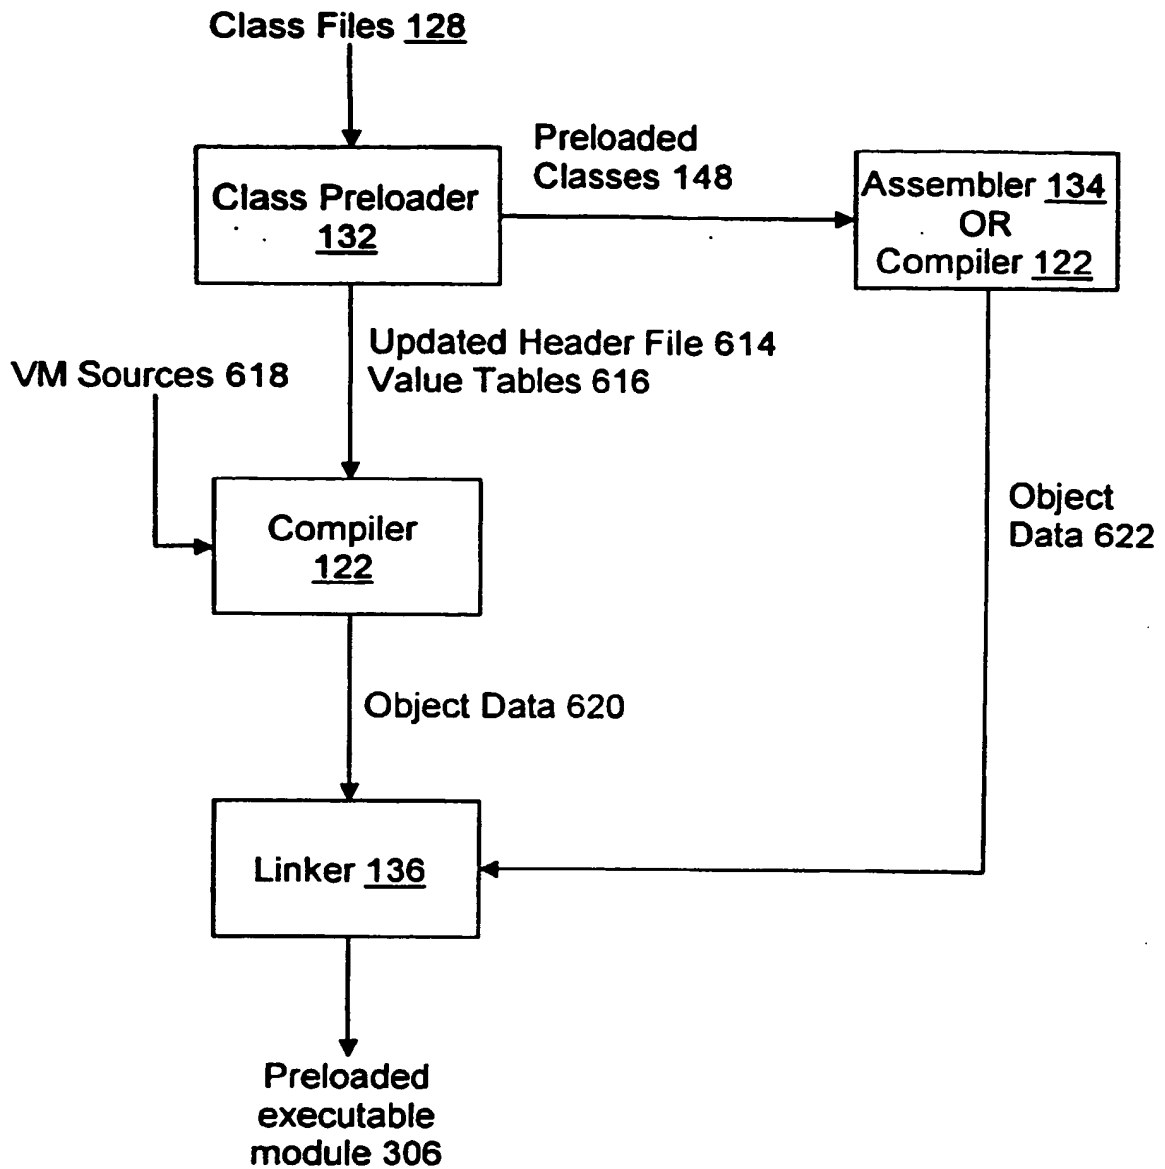 Class Files 128
Preloaded
Classes 148
Class Preloader
132
Assembler 134
OR
Compiler 122
Updated Header File 614
Value Tables 616
VM Sources 618
Compiler
122
Object
Data 622
Object Data 620
Linker 136
Preloaded
executable
module 306